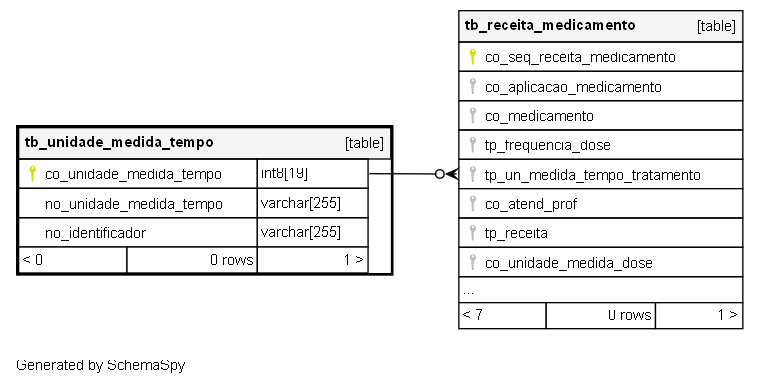 tb_receita_medicamento [table]
co_seq_receita_medicamento
co_aplicacao_medicamento
co_medicamento
tp_frequencia_dose
tp_un_medida_tempo_tratamento
co_atend_prof
tp_receita
co_unidade_medida_dose
...
< 7 0 rows 1 >
tb_unidade_medida_tempo [table]
co_unidade_medida_tempo int8[19]
no_unidade_medida_tempo varchar[255]
no_identificador varchar[255]
< 0 0 rows 1 >
Generated by SchemaSpy